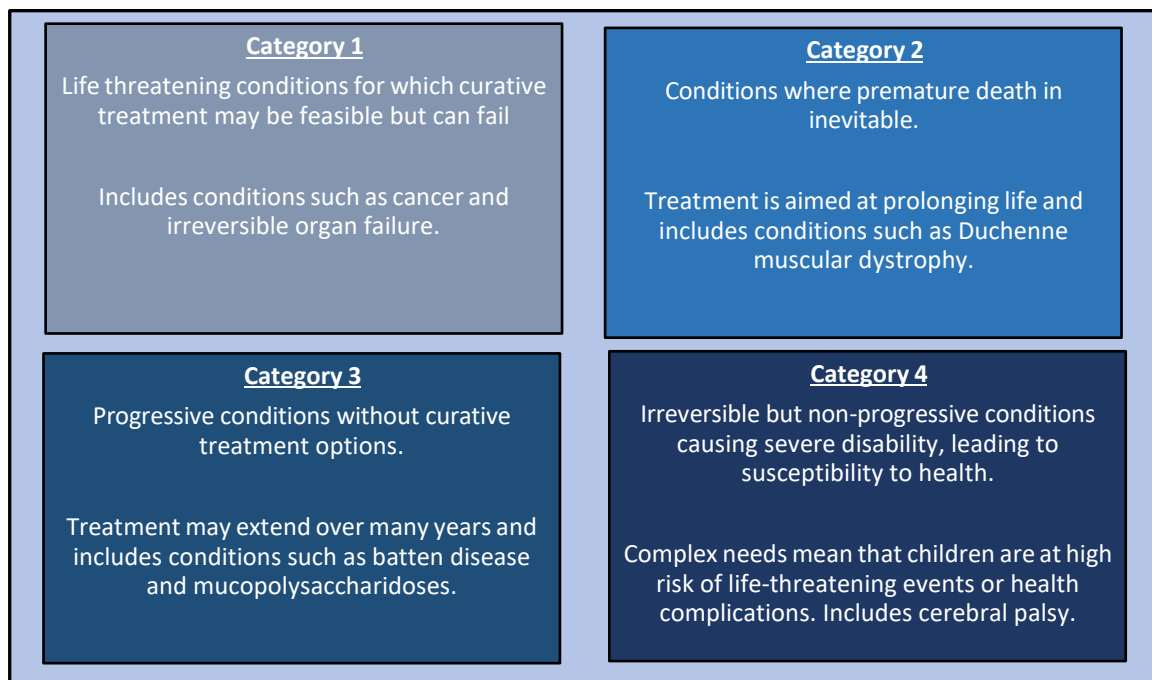 Category 1
Life threatening conditions for which curative
treatment may be feasible but can fail
Includes conditions such as cancer and
irreversible organ failure.
Category 2
Conditions where premature death in
inevitable.
Treatment is aimed at prolonging life and
includes conditions such as Duchenne
muscular dystrophy.
Category 3
Progressive conditions without curative
treatment options.
Treatment may extend over many years and
includes conditions such as batten disease
and mucopolysaccharidoses.
Category 4
Irreversible but non-progressive conditions
causing severe disability, leading to
susceptibility to health.
Complex needs mean that children are at high
risk of life-threatening events or health
complications. Includes cerebral palsy.